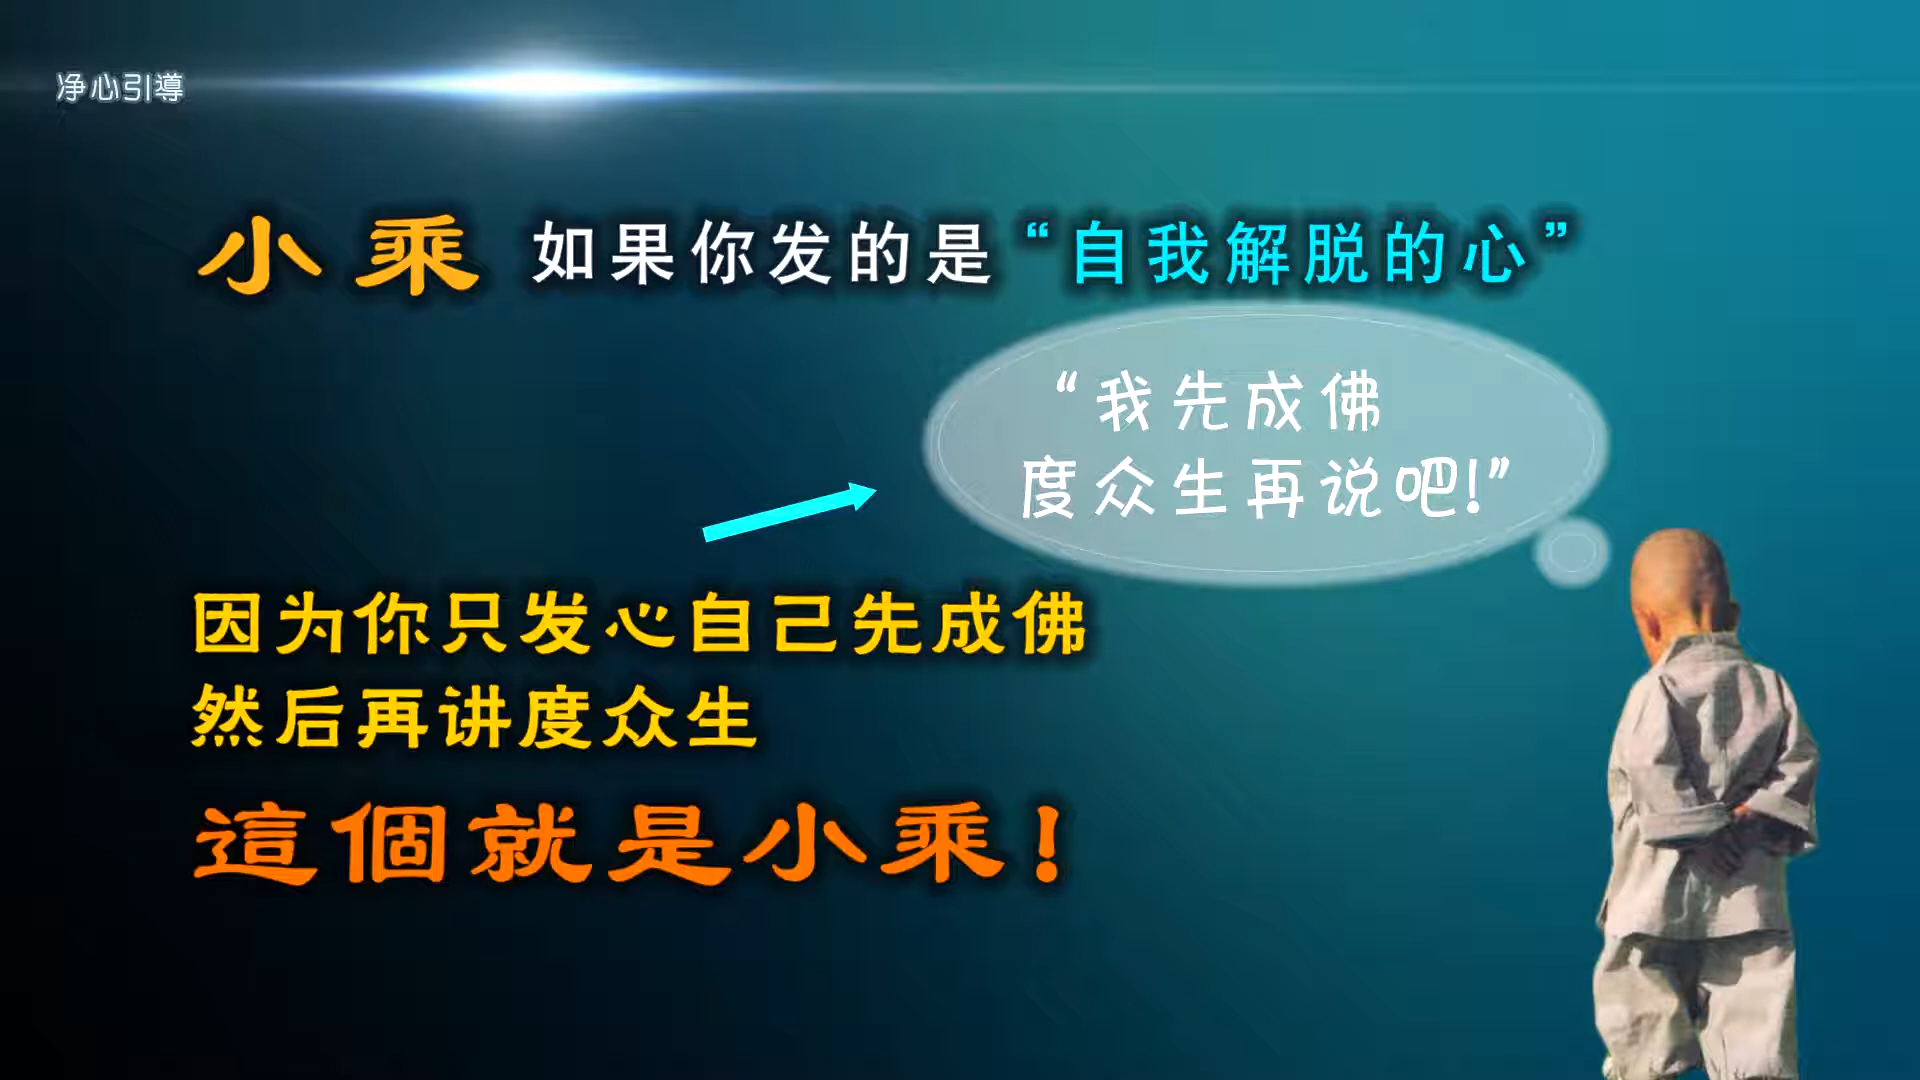 净心引導
小乘 如果你发的是“自我解脱的心”
“我先成佛
度众生再说吧!”
因为你只发心自己先成佛
然后再讲度众生
這個就是小乘!